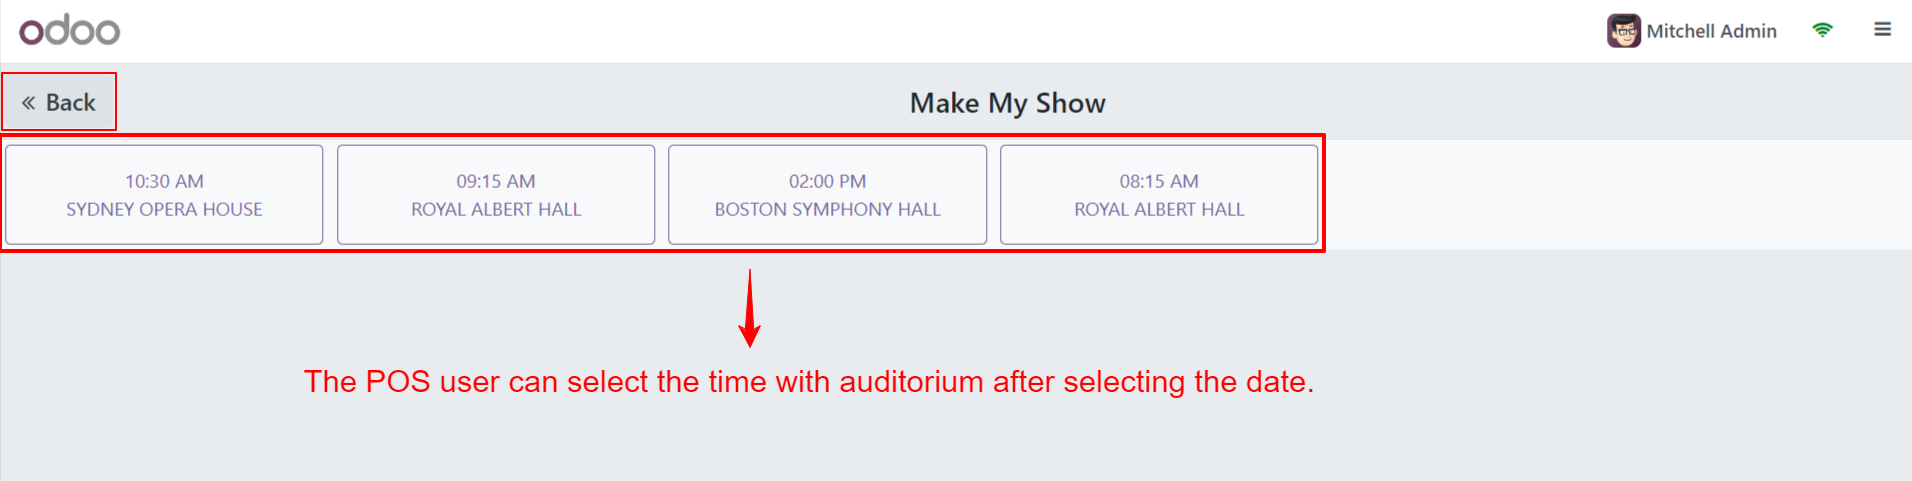 odoo
Mitchell Admin
« Back
Make My Show
10:30 AM
SYDNEY OPERA HOUSE
09:15 AM
ROYAL ALBERT HALL
02:00 PM
BOSTON SYMPHONY HALL
08:15 AM
ROYAL ALBERT HALL
The POS user can select the time with auditorium after selecting the date.